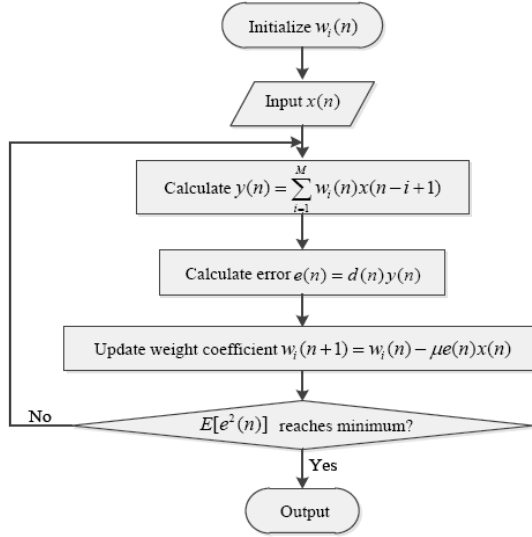 Initialize w_i(n)
Input x(n)
Calculate y(n) = \sum_{i=1}^{M} w_i(n)x(n-i+1)
Calculate error e(n) = d(n)y(n)
Update weight coefficient w_i(n+1) = w_i(n) - μe(n)x(n)
E[e^2(n)] reaches minimum?
No
Yes
Output